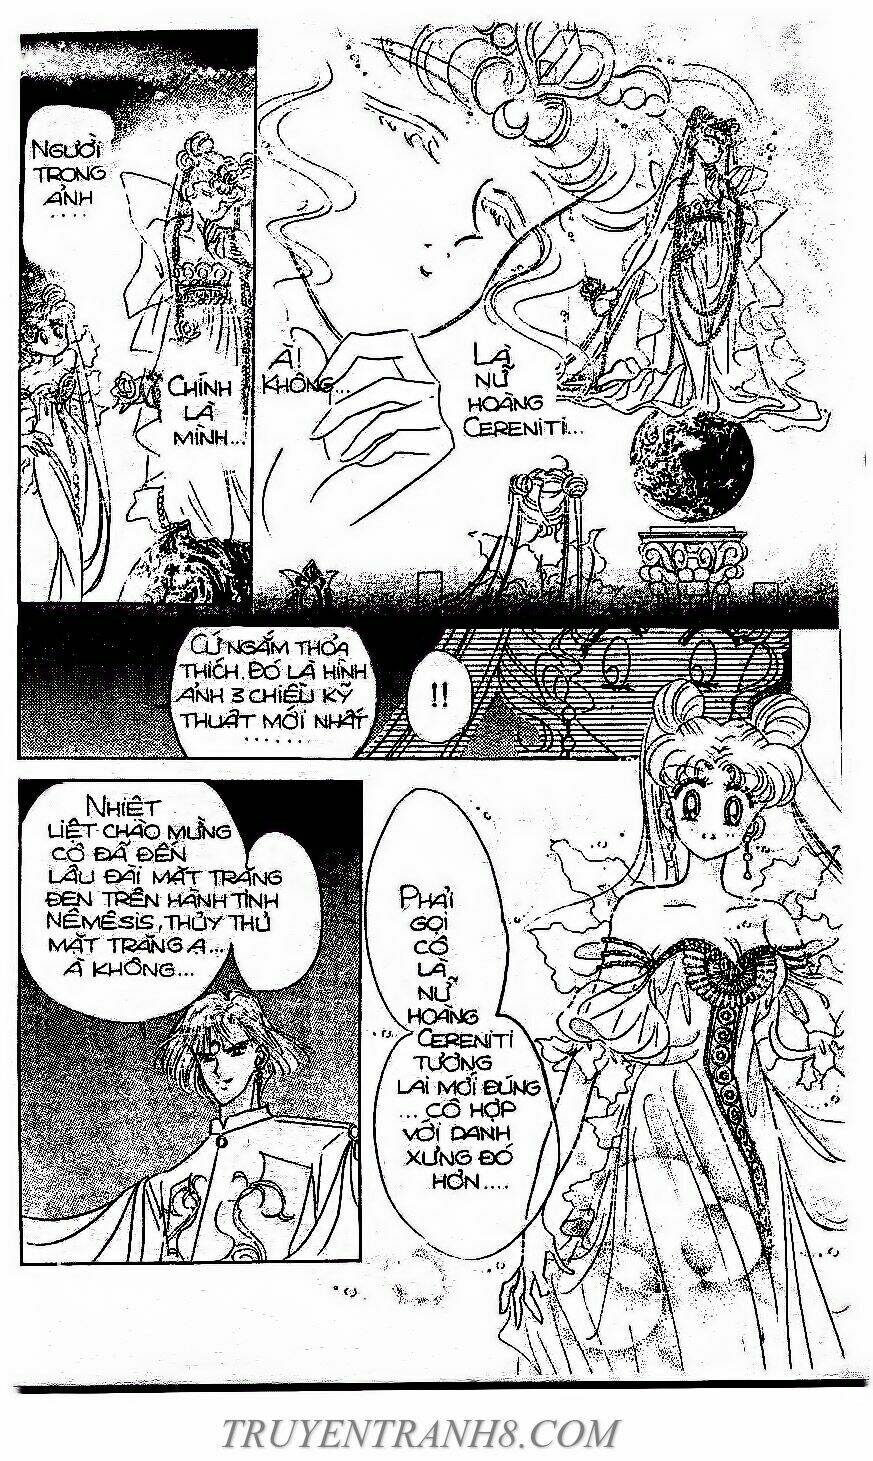 NGƯỜI
TRONG
ẢNH
....
CHÍNH
LÀ
MÌNH...
À!
KHÔNG...
LÀ
NỮ
HOÀNG
CERENITI...
CỨ NGẮM THỎA
THÍCH. ĐÓ LÀ HÌNH
ẢNH 3 CHIỀU KỸ
THUẬT MỚI NHẤT
.......
!!
NHIỆT
LIỆT CHÀO MỪNG
CÔ ĐÃ ĐẾN
LÂU ĐÀI MẶT TRĂNG
ĐEN TRÊN HÀNH TINH
NÊMÊSIS, THỦY THỦ
MẶT TRĂNG Ạ...
À KHÔNG...
PHẢI
GỌI
CÔ
LÀ
NỮ
HOÀNG
CERENITI
TƯƠNG
LAI MỚI ĐÚNG
... CÔ HỢP
VỚI DANH
XƯNG ĐÓ
HƠN....
TRUYENTRANH8.COM